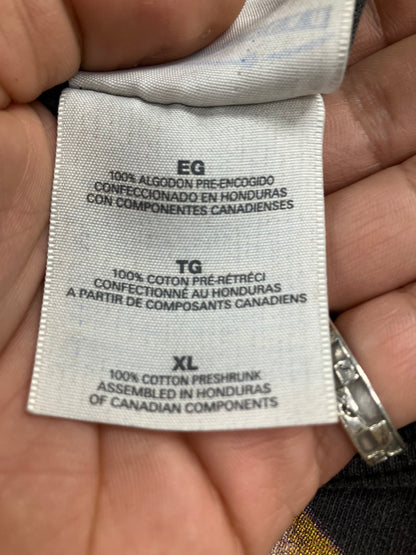 EG
100% ALGODON PRE-ENCOGIDO
CONFECCIONADO EN HONDURAS
CON COMPONENTES CANADIENSES
TG
100% COTON PRÉ-RÉTRÉCI
CONFECTIONNÉ AU HONDURAS
A PARTIR DE COMPOSANTS CANADIENS
XL
100% COTTON PRESHRUNK
ASSEMBLED IN HONDURAS
OF CANADIAN COMPONENTS